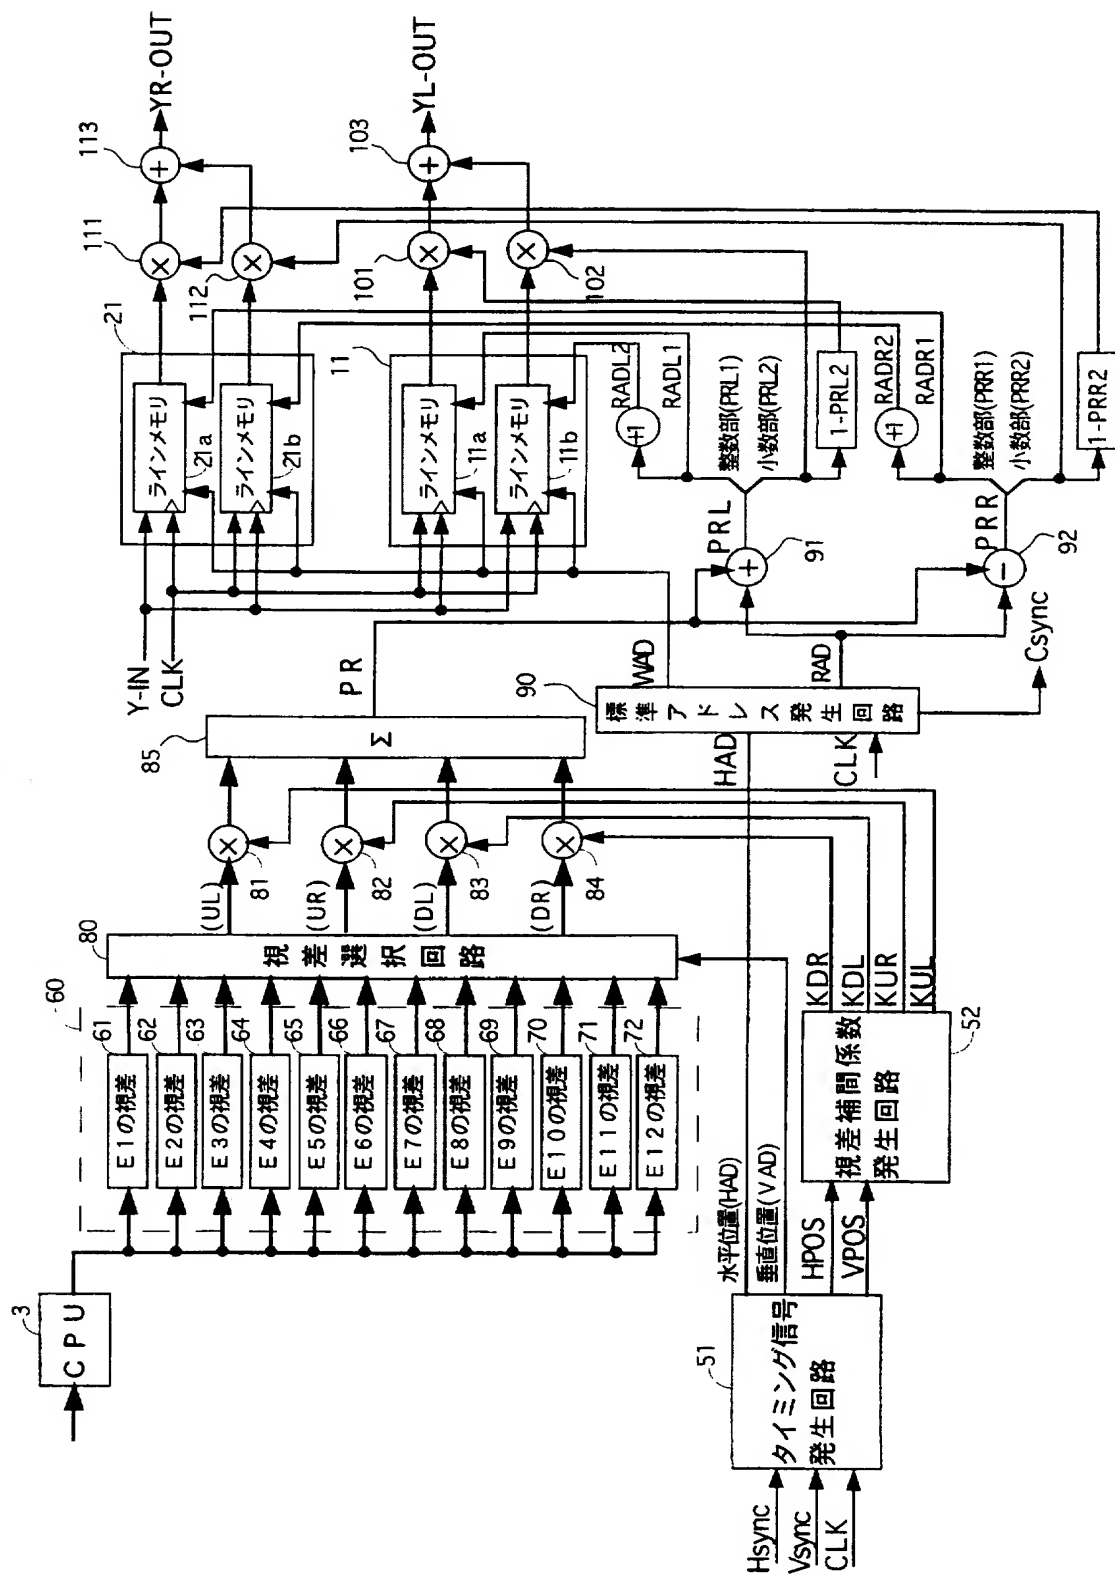 3
CPU
60
E1の視差
61
E2の視差
62
E3の視差
63
E4の視差
64
E5の視差
65
E6の視差
66
E7の視差
67
E8の視差
68
E9の視差
69
E10の視差
70
E11の視差
71
E12の視差
72
80
視差選択回路
(UL)
(UR)
(DL)
(DR)
×
81
×
82
×
83
×
84
85
Σ
PR
Hsync
Vsync
CLK
51
タイミング信号
発生回路
水平位置(HAD)
垂直位置(VAD)
HPOS
VPOS
視差補間係数
発生回路
52
KDR
KDL
KUR
KUL
HAD
CLK
90
標準アドレス発生回路
WAD
RAD
Csync
Y-IN
CLK
21
ラインメモリ
21a
ラインメモリ
21b
11
ラインメモリ
11a
ラインメモリ
11b
+
91
PRL
−
92
PRR
+1
RADL2
RADL1
整数部(PRL1)
小数部(PRL2)
1-PRL2
+1
RADR2
RADR1
整数部(PRR1)
小数部(PRR2)
1-PRR2
111
×
112
×
101
×
102
×
113
+
YR-OUT
103
+
YL-OUT